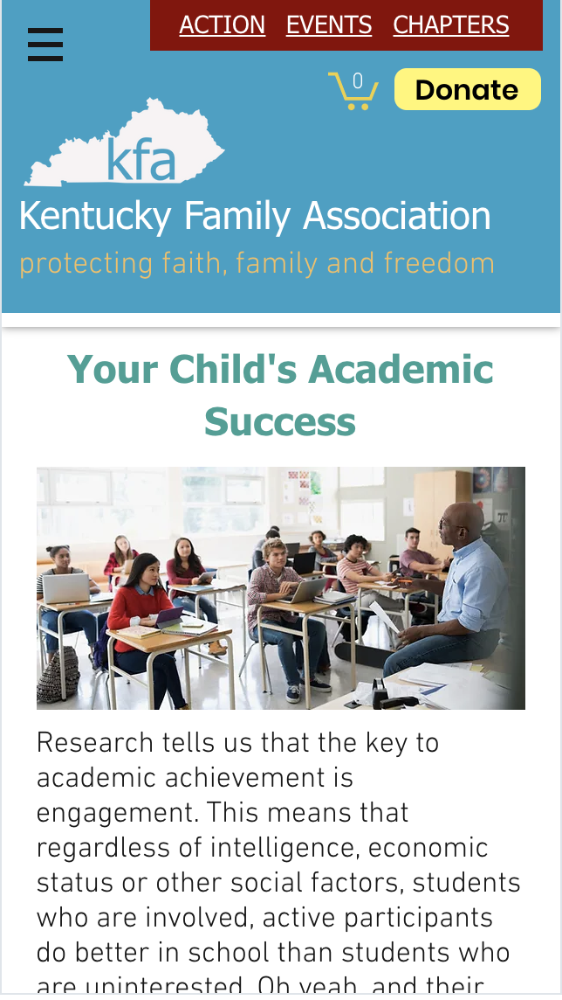 ACTION EVENTS CHAPTERS
0
Donate
kfa
Kentucky Family Association
protecting faith, family and freedom
Your Child's Academic
Success
Research tells us that the key to
academic achievement is
engagement. This means that
regardless of intelligence, economic
status or other social factors, students
who are involved, active participants
do better in school than students who
are uninterested. Oh yeah, and their